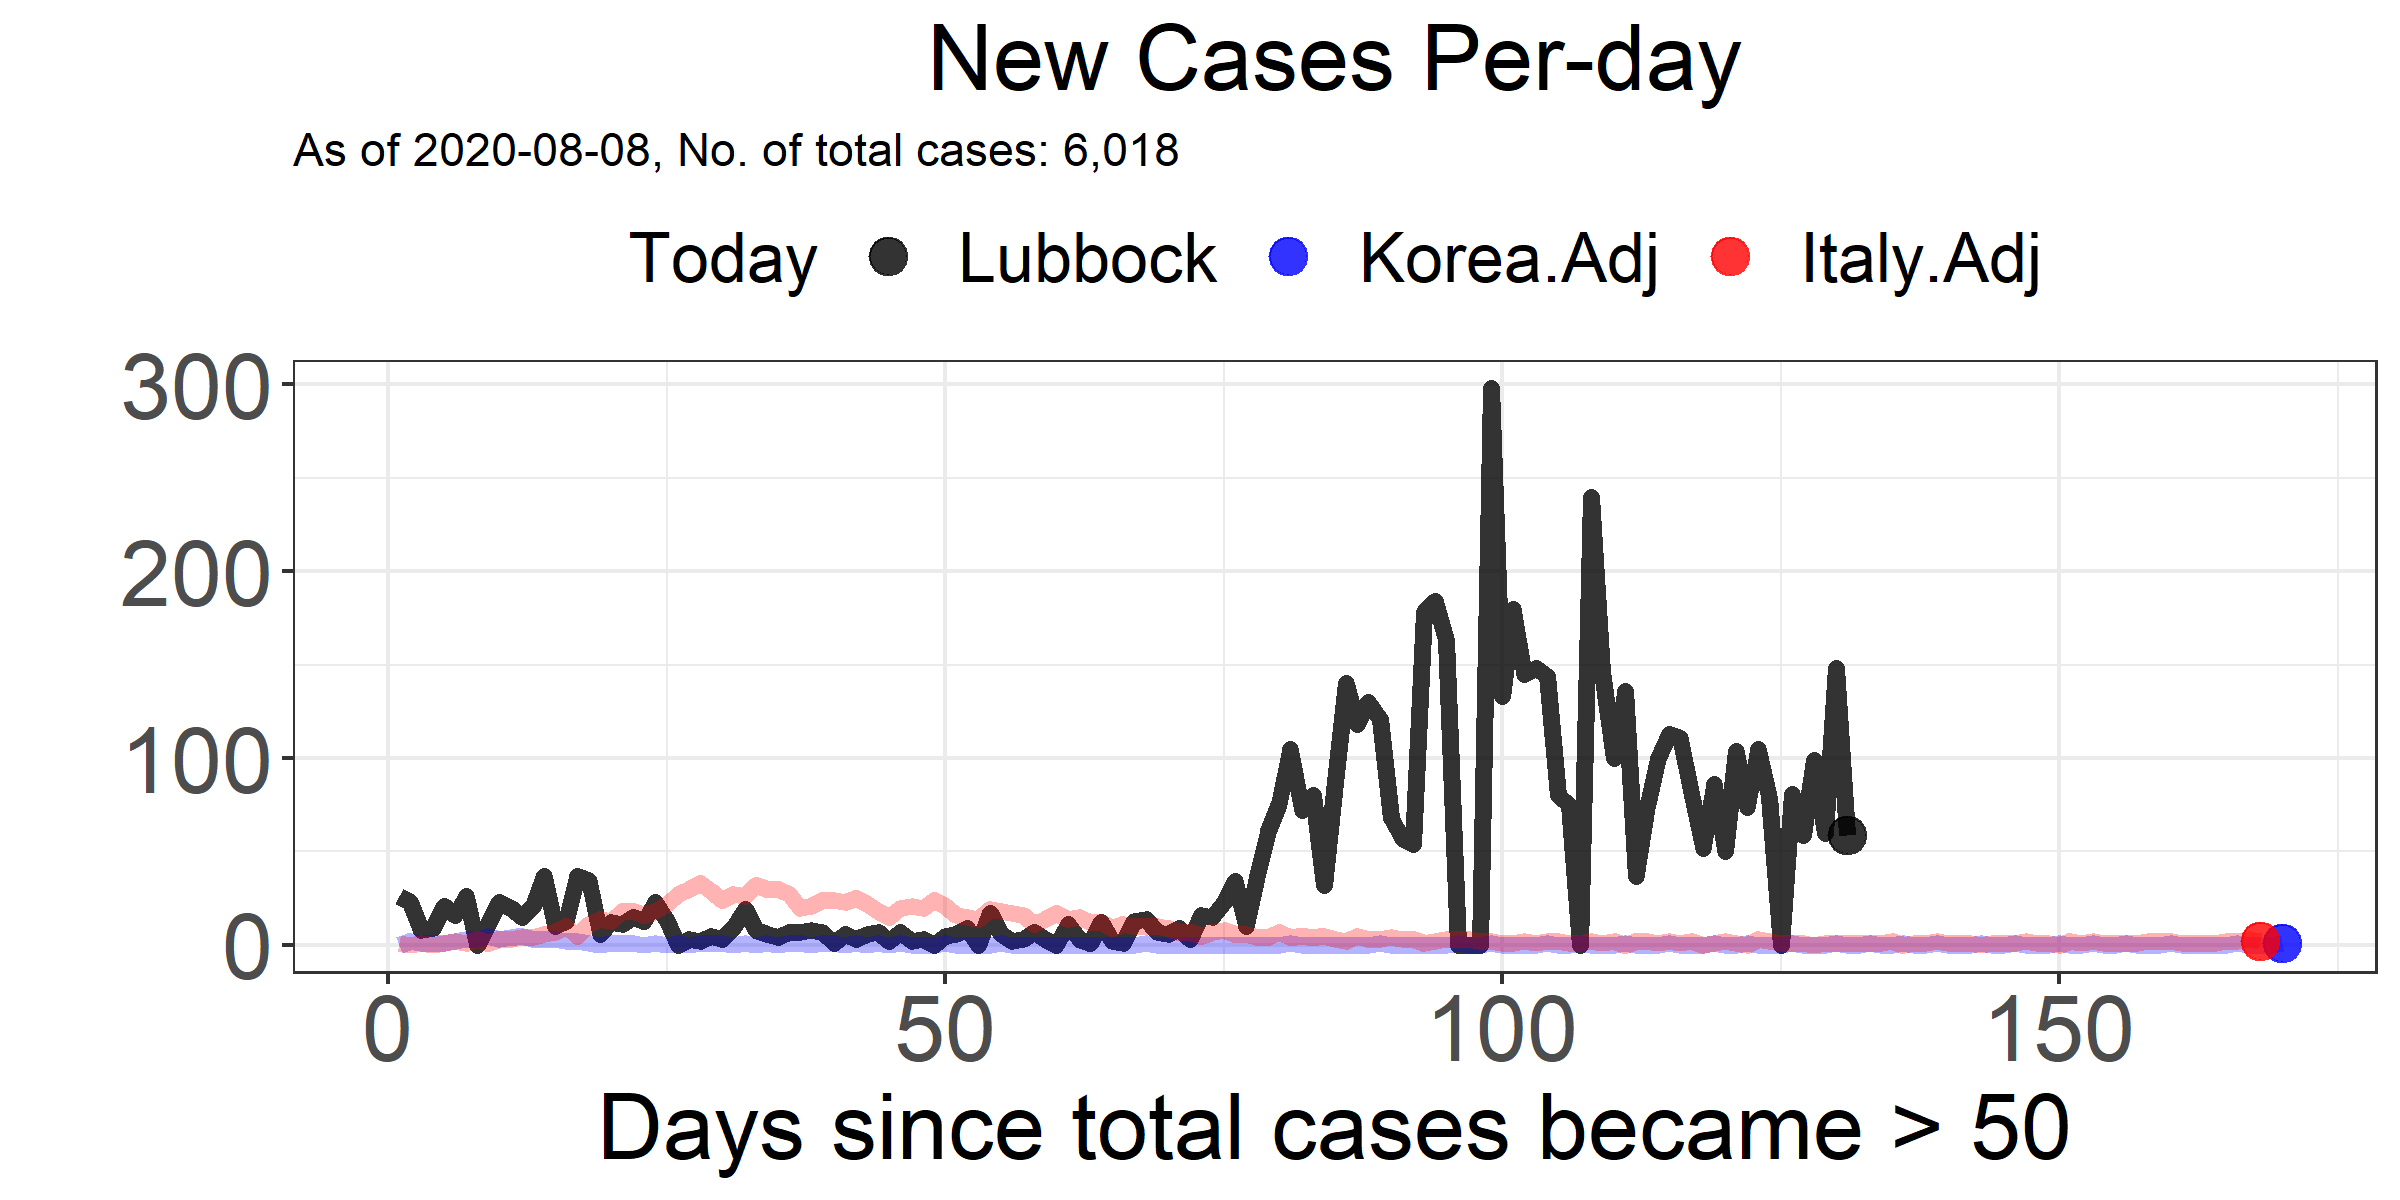 New Cases Per-day
As of 2020-08-08, No. of total cases: 6,018
Today Lubbock Korea.Adj Italy.Adj
300
200
100
0
0 50 100 150
Days since total cases became > 50